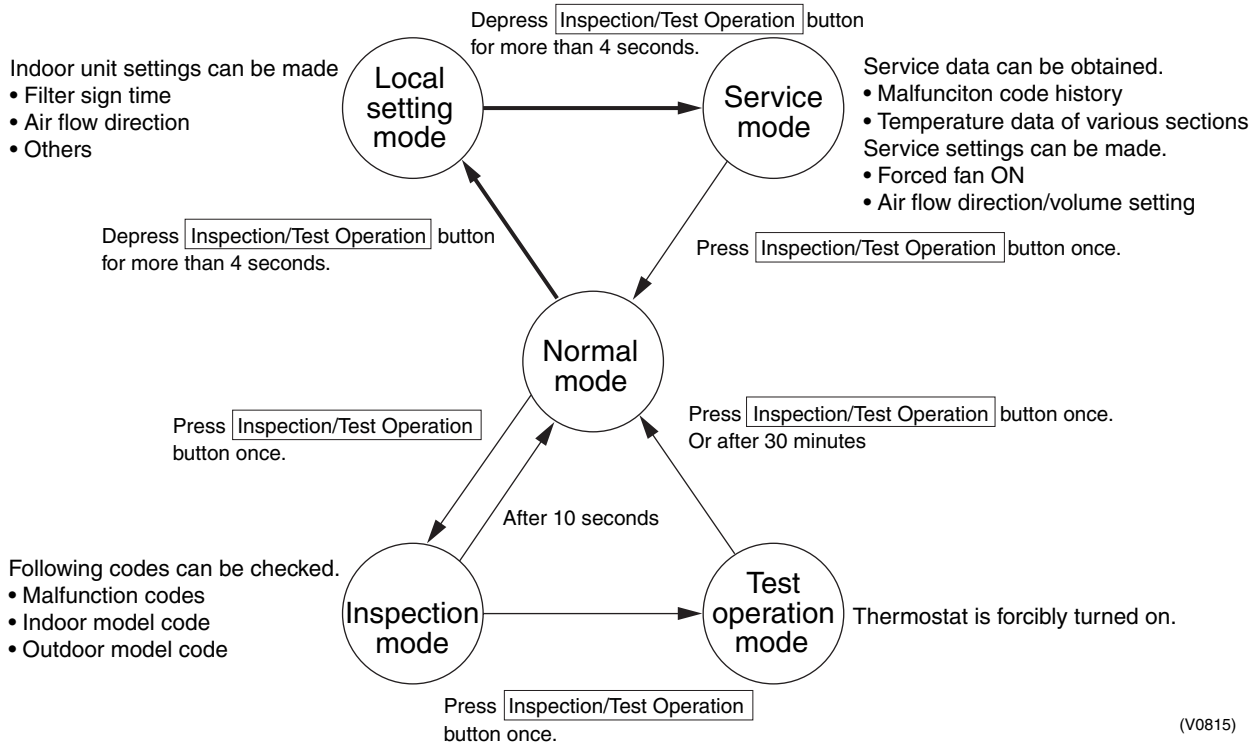 Depress Inspection/Test Operation button
for more than 4 seconds.
Indoor unit settings can be made
• Filter sign time
• Air flow direction
• Others
Local
setting
mode
Service
mode
Service data can be obtained.
• Malfunciton code history
• Temperature data of various sections
Service settings can be made.
• Forced fan ON
• Air flow direction/volume setting
Depress Inspection/Test Operation button
for more than 4 seconds.
Press Inspection/Test Operation button once.
Normal
mode
Press Inspection/Test Operation
button once.
Press Inspection/Test Operation button once.
Or after 30 minutes
After 10 seconds
Following codes can be checked.
• Malfunction codes
• Indoor model code
• Outdoor model code
Inspection
mode
Test
operation
mode
Thermostat is forcibly turned on.
Press Inspection/Test Operation
button once.
(V0815)